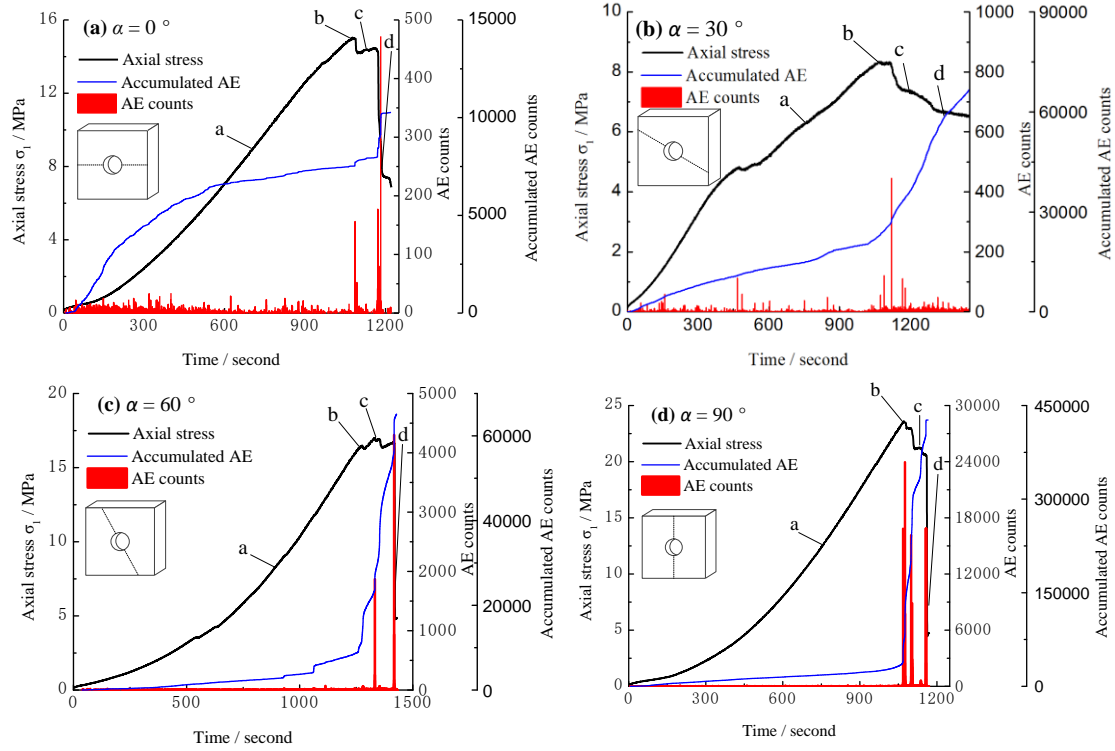 (a) α = 0 °
Axial stress
Accumulated AE
AE counts
a
b
c
d
16
12
8
4
0
Axial stress σ1 / MPa
0
300
600
900
1200
Time / second
500
400
300
200
100
0
AE counts
15000
10000
5000
0
Accumulated AE counts
(b) α = 30 °
Axial stress
Accumulated AE
AE counts
a
b
c
d
10
8
6
4
2
0
Axial stress σ1 / MPa
0
300
600
900
1200
Time / second
1000
800
600
400
200
0
AE counts
90000
60000
30000
0
Accumulated AE counts
(c) α = 60 °
Axial stress
Accumulated AE
AE counts
a
b
c
d
20
15
10
5
0
Axial stress σ1 / MPa
0
500
1000
1500
Time / second
5000
4000
3000
2000
1000
0
AE counts
60000
40000
20000
0
Accumulated AE counts
(d) α = 90 °
Axial stress
Accumulated AE
AE counts
a
b
c
d
25
20
15
10
5
0
Axial stress σ1 / MPa
0
300
600
900
1200
Time / second
30000
24000
18000
12000
6000
0
AE counts
450000
300000
150000
0
Accumulated AE counts